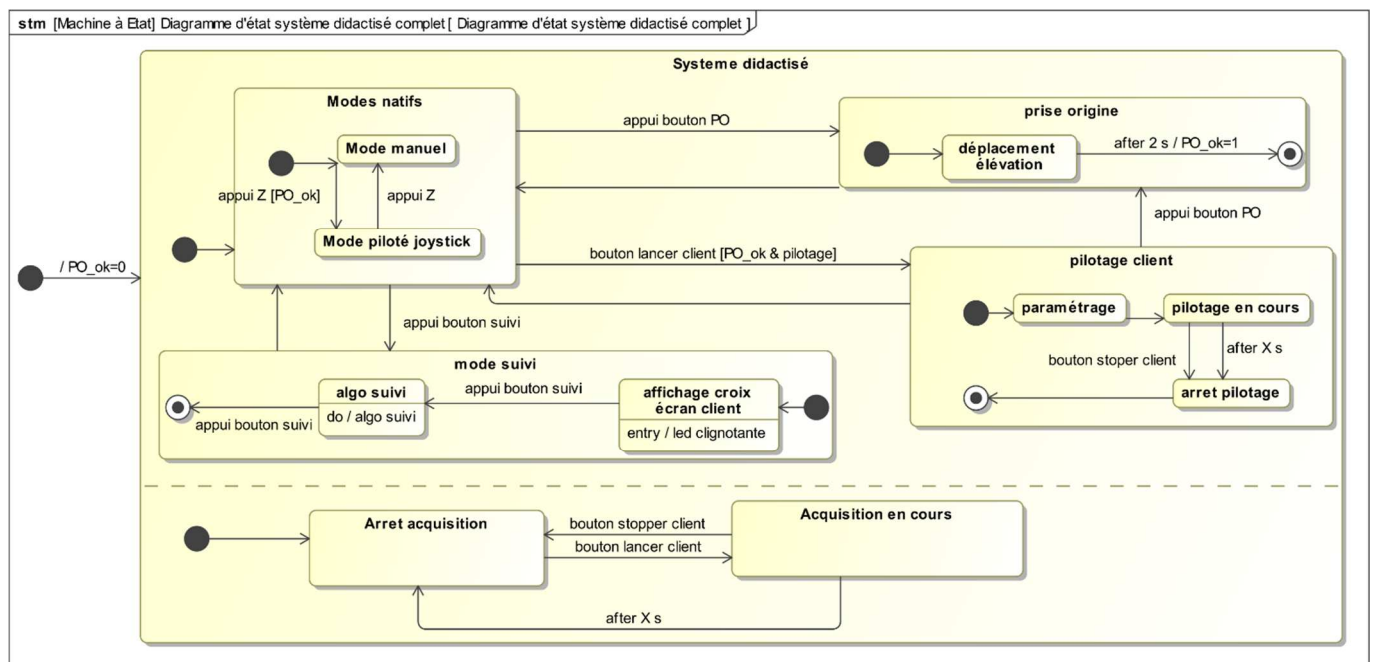 stm [Machine à Etat] Diagramme d'état système didactisé complet [ Diagramme d'état système didactisé complet ]
Systeme didactisé
Modes natifs
prise origine
appui bouton PO
Mode manuel
déplacement
élévation
after 2 s / PO_ok=1
appui Z [PO_ok]
appui Z
appui bouton PO
Mode piloté joystick
bouton lancer client [PO_ok & pilotage]
pilotage client
/ PO_ok=0
paramétrage
pilotage en cours
appui bouton suivi
bouton stoper client
after X s
mode suivi
algo suivi
do / algo suivi
appui bouton suivi
affichage croix
écran client
entry / led clignotante
arret pilotage
appui bouton suivi
Arret acquisition
bouton stopper client
bouton lancer client
Acquisition en cours
after X s